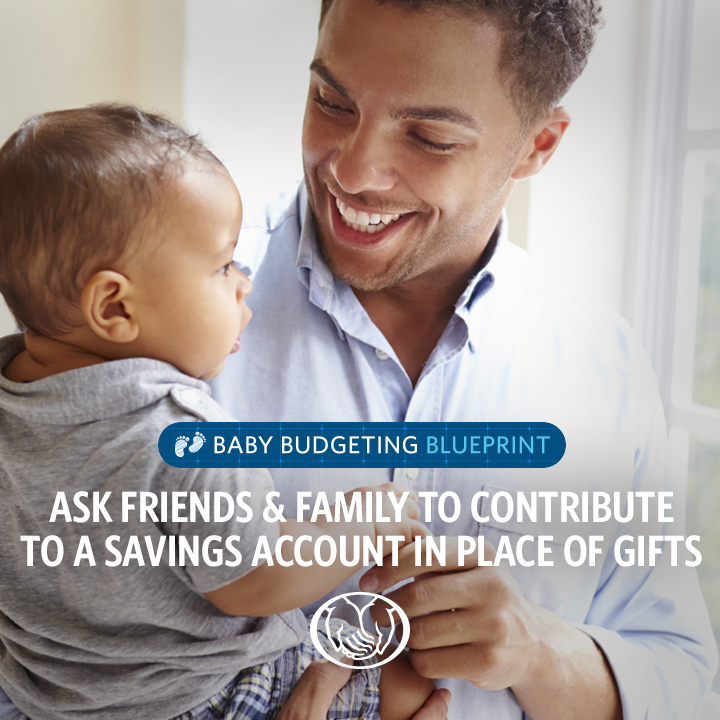 BABY BUDGETING BLUEPRINT
ASK FRIENDS & FAMILY TO CONTRIBUTE
TO A SAVINGS ACCOUNT IN PLACE OF GIFTS